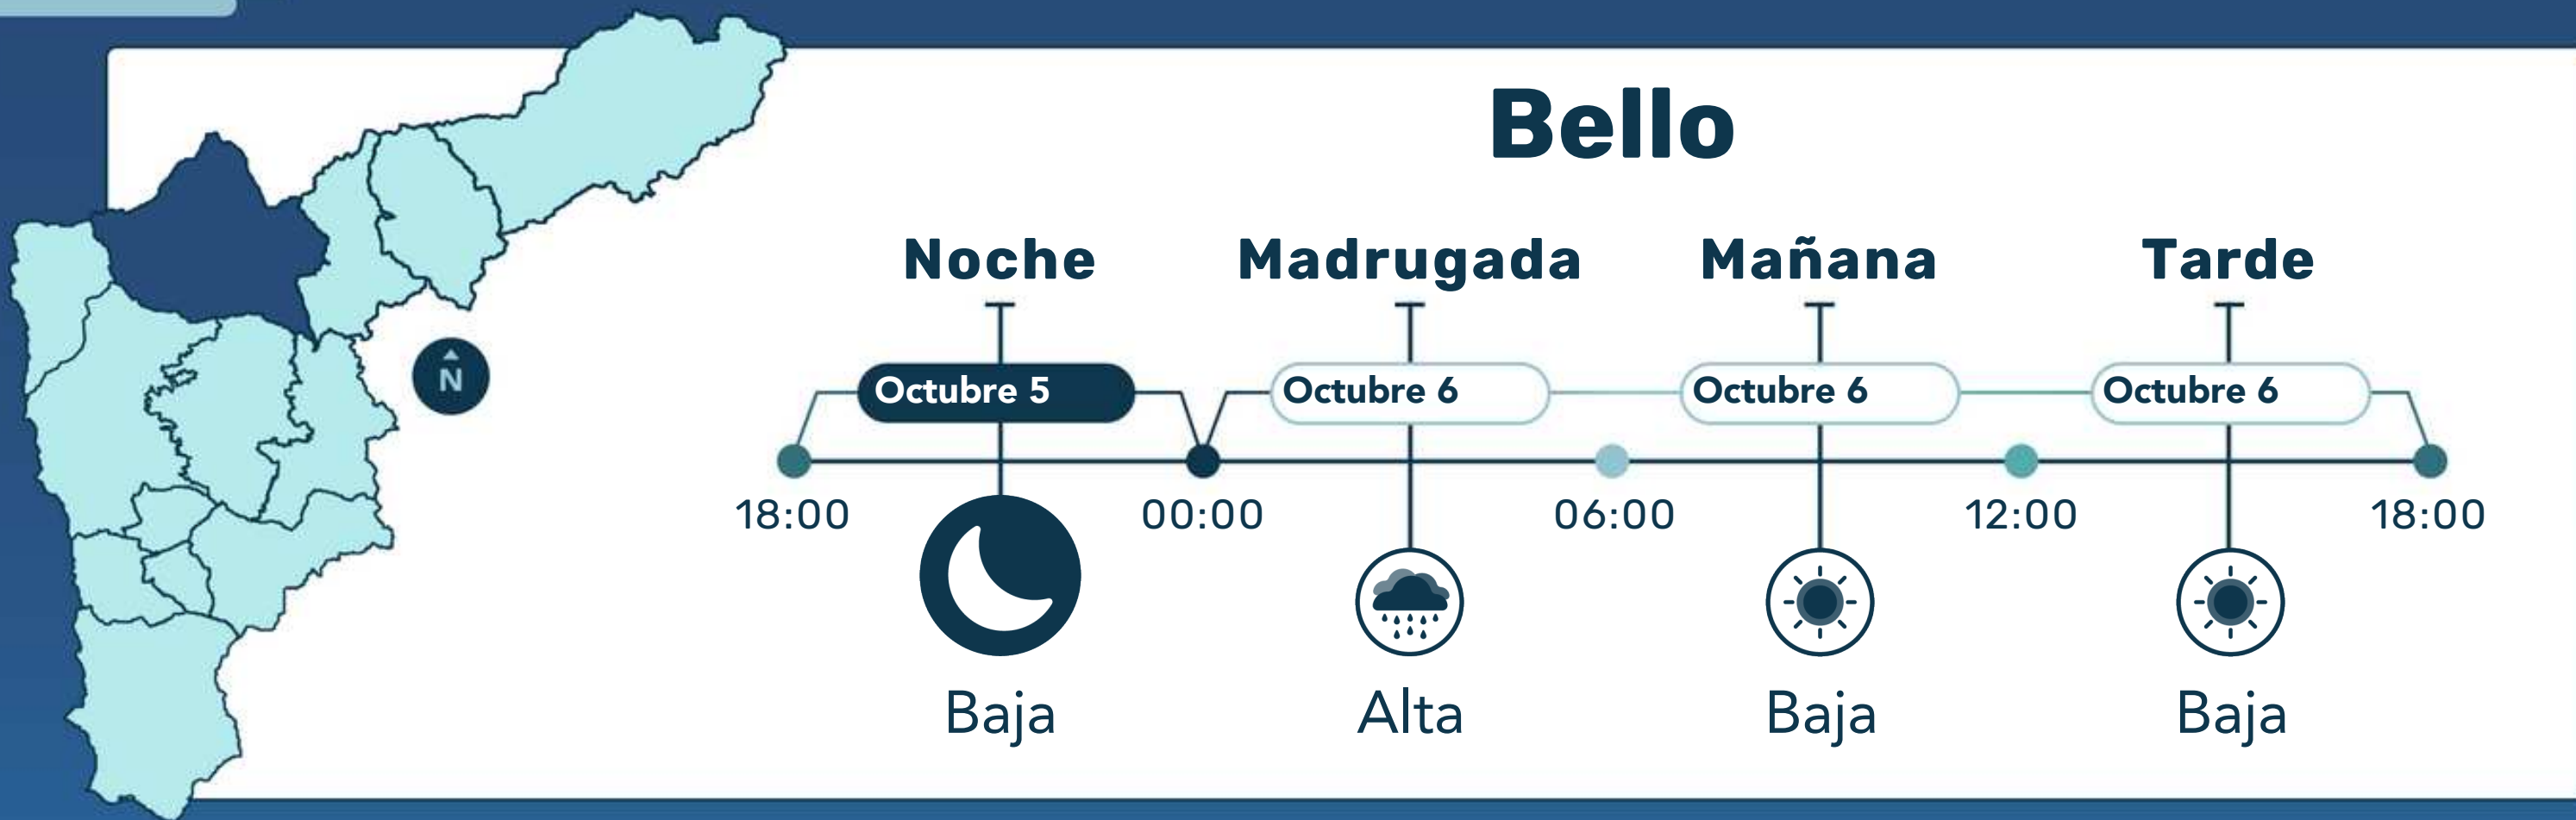 Bello
Noche
Madrugada
Mañana
Tarde
Octubre 5
Octubre 6
Octubre 6
Octubre 6
N
18:00
00:00
06:00
12:00
18:00
Baja
Alta
Baja
Baja